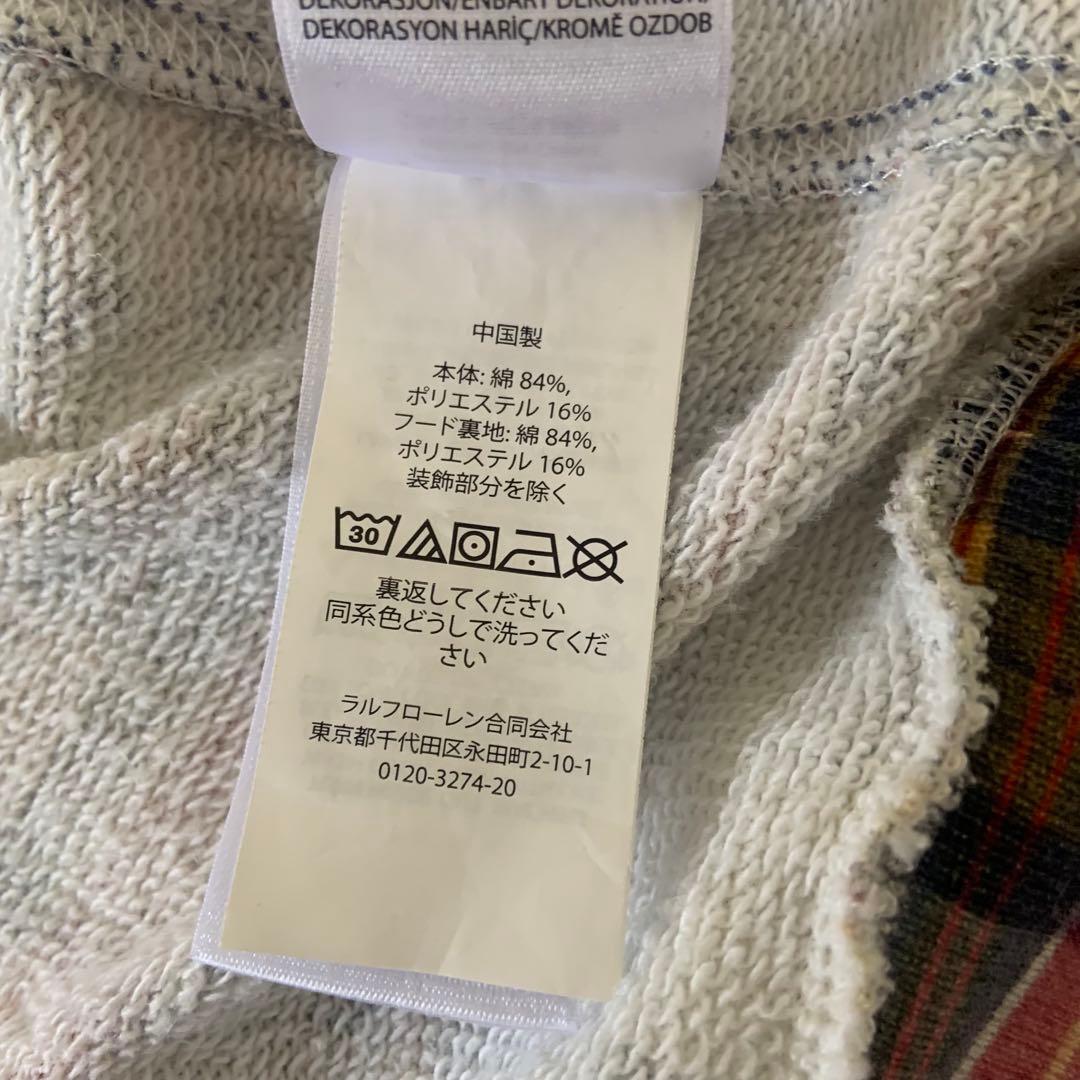 DEKORASJON/ENBART DEKORATION/
DEKORASYON HARİÇ/KROMĚ OZDOB
中国製
本体: 綿 84%,
ポリエステル 16%
フード裏地: 綿 84%,
ポリエステル 16%
装飾部分を除く
30
裏返してください
同系色どうしで洗ってくだ
さい
ラルフローレン合同会社
東京都千代田区永田町2-10-1
0120-3274-20